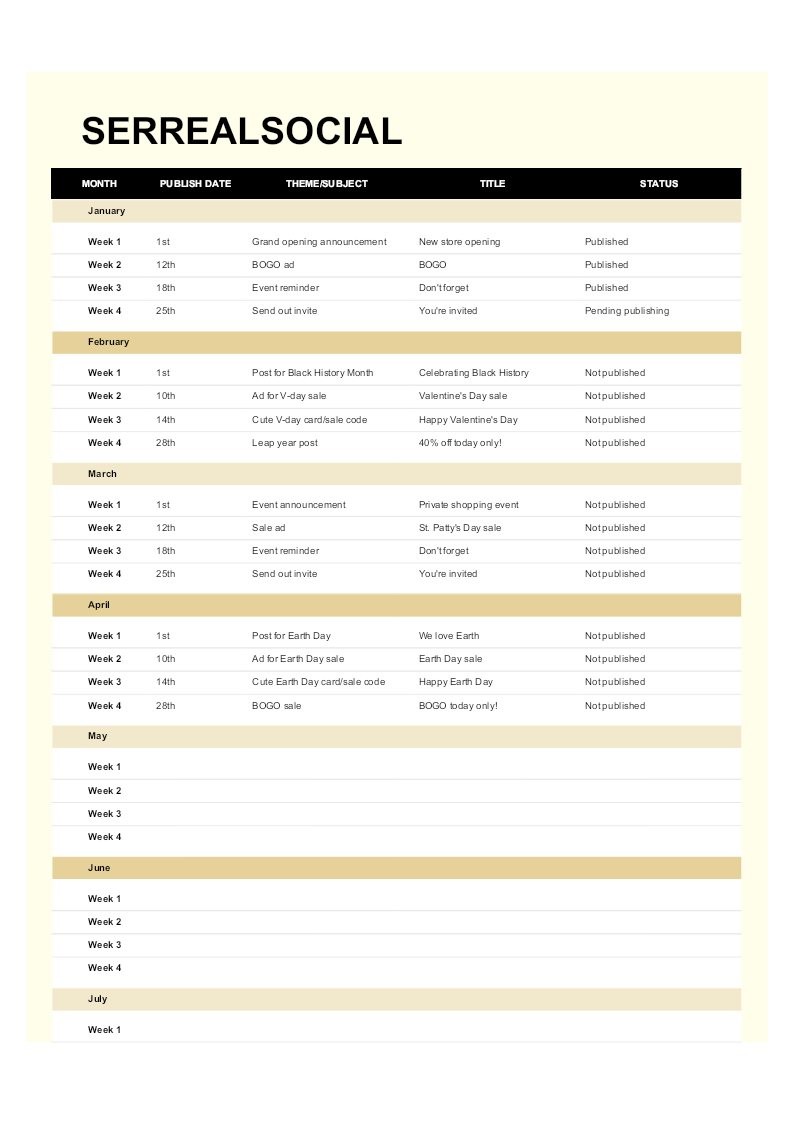 SERREALSOCIAL
MONTH PUBLISH DATE THEME/SUBJECT TITLE STATUS
January
Week 1 1st Grand opening announcement New store opening Published
Week 2 12th BOGO ad BOGO Published
Week 3 18th Event reminder Don't forget Published
Week 4 25th Send out invite You're invited Pending publishing
February
Week 1 1st Post for Black History Month Celebrating Black History Not published
Week 2 10th Ad for V-day sale Valentine's Day sale Not published
Week 3 14th Cute V-day card/sale code Happy Valentine's Day Not published
Week 4 28th Leap year post 40% off today only! Not published
March
Week 1 1st Event announcement Private shopping event Not published
Week 2 12th Sale ad St. Patty's Day sale Not published
Week 3 18th Event reminder Don't forget Not published
Week 4 25th Send out invite You're invited Not published
April
Week 1 1st Post for Earth Day We love Earth Not published
Week 2 10th Ad for Earth Day sale Earth Day sale Not published
Week 3 14th Cute Earth Day card/sale code Happy Earth Day Not published
Week 4 28th BOGO sale BOGO today only! Not published
May
Week 1
Week 2
Week 3
Week 4
June
Week 1
Week 2
Week 3
Week 4
July
Week 1